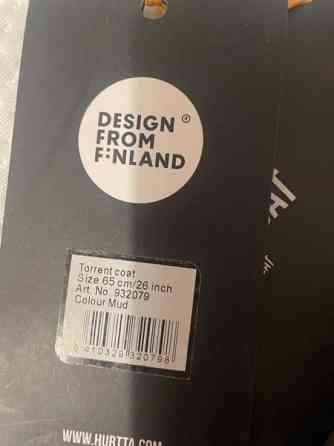 DESIGN
FROM
FINLAND
Torrent coat
Size 65 cm/26 inch
Art. No. 932079
Colour Mud
WWW.HURTTA.COM